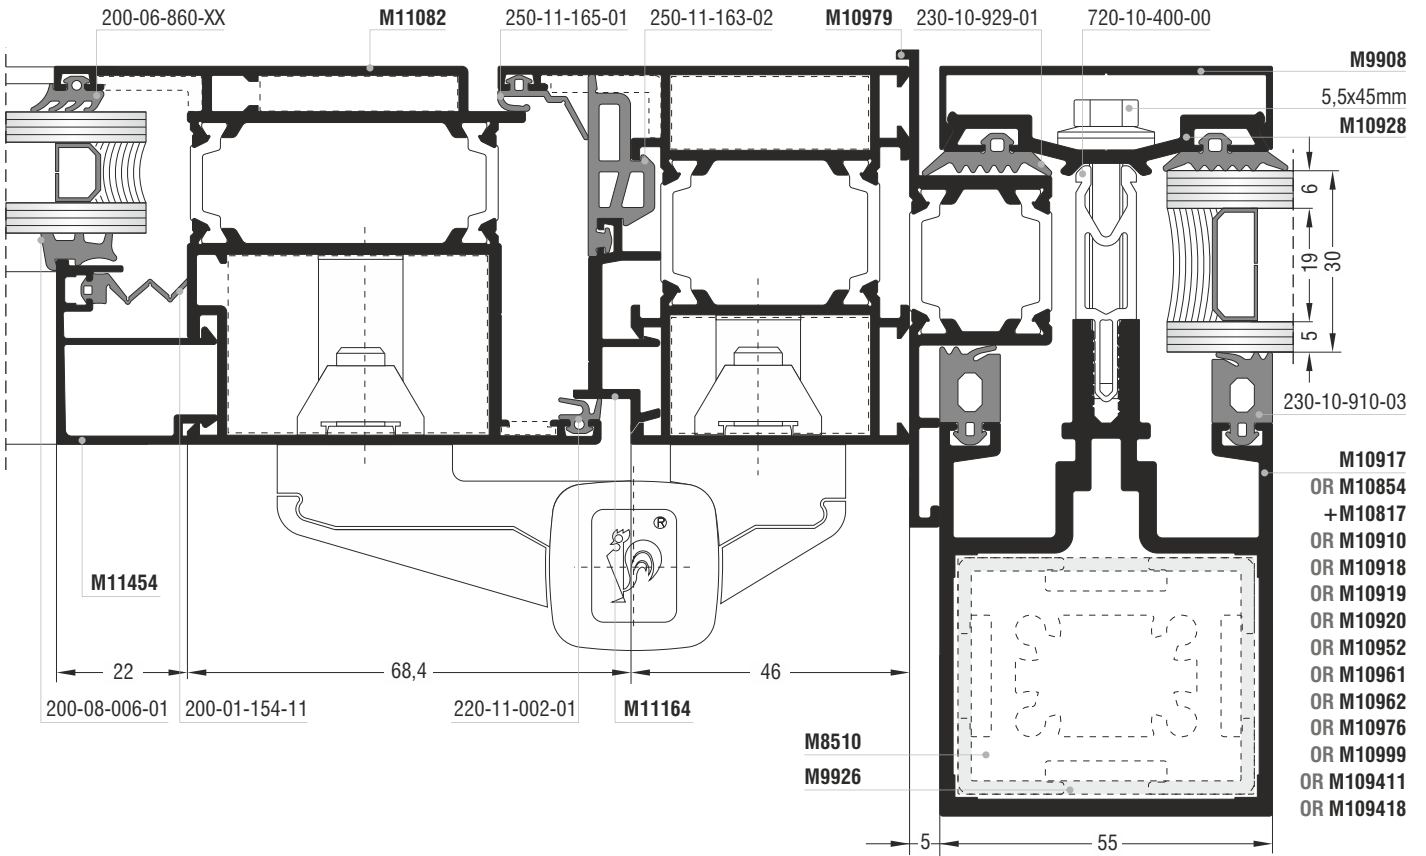 200-06-860-XX
M11082
250-11-165-01
250-11-163-02
M10979
230-10-929-01
720-10-400-00
M9908
5,5x45mm
M10928
6
19
30
5
230-10-910-03
M10917
OR M10854
+M10817
OR M10910
OR M10918
OR M10919
OR M10920
OR M10952
OR M10961
OR M10962
OR M10976
OR M10999
OR M109411
OR M109418
®
M11454
22
68,4
46
200-08-006-01
200-01-154-11
220-11-002-01
M11164
M8510
M9926
5
55